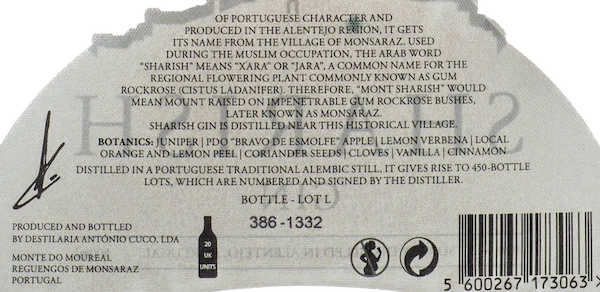 OF PORTUGUESE CHARACTER AND
PRODUCED IN THE ALENTEJO REGION, IT GETS
ITS NAME FROM THE VILLAGE OF MONSARAZ. USED
DURING THE MUSLIM OCCUPATION, THE ARAB WORD
"SHARISH" MEANS "XARA" OR "JARA", A COMMON NAME FOR THE
REGIONAL FLOWERING PLANT COMMONLY KNOWN AS GUM
ROCKROSE (CISTUS LADANIFER). THEREFORE, "MONT SHARISH" WOULD
MEAN MOUNT RAISED ON IMPENETRABLE GUM ROCKROSE BUSHES,
LATER KNOWN AS MONSARAZ.
SHARISH GIN IS DISTILLED NEAR THIS HISTORICAL VILLAGE.
BOTANICS: JUNIPER | PDO "BRAVO DE ESMOLFE" APPLE | LEMON VERBENA | LOCAL
ORANGE AND LEMON PEEL | CORIANDER SEEDS | CLOVES | VANILLA | CINNAMON
DISTILLED IN A PORTUGUESE TRADITIONAL ALEMBIC STILL, IT GIVES RISE TO 450-BOTTLE
LOTS, WHICH ARE NUMBERED AND SIGNED BY THE DISTILLER.
BOTTLE - LOT L
386-1332
PRODUCED AND BOTTLED
BY DESTILARIA ANTÓNIO CUCO, LDA
MONTE DO MOUREAL
REGUENGOS DE MONSARAZ
PORTUGAL
20
UK
UNITS
5 600267 173063 >